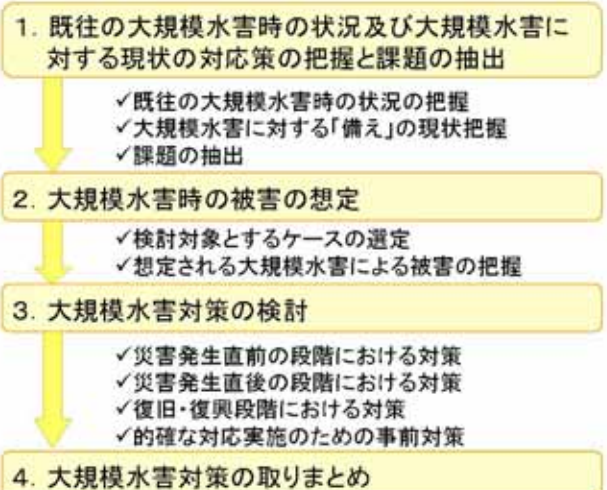 1. 既往の大規模水害時の状況及び大規模水害に
対する現状の対応策の把握と課題の抽出
✓既往の大規模水害時の状況の把握
✓大規模水害に対する「備え」の現状把握
✓課題の抽出
2. 大規模水害時の被害の想定
✓検討対象とするケースの選定
✓想定される大規模水害による被害の把握
3. 大規模水害対策の検討
✓災害発生直前の段階における対策
✓災害発生直後の段階における対策
✓復旧・復興段階における対策
✓的確な対応実施のための事前対策
4. 大規模水害対策の取りまとめ